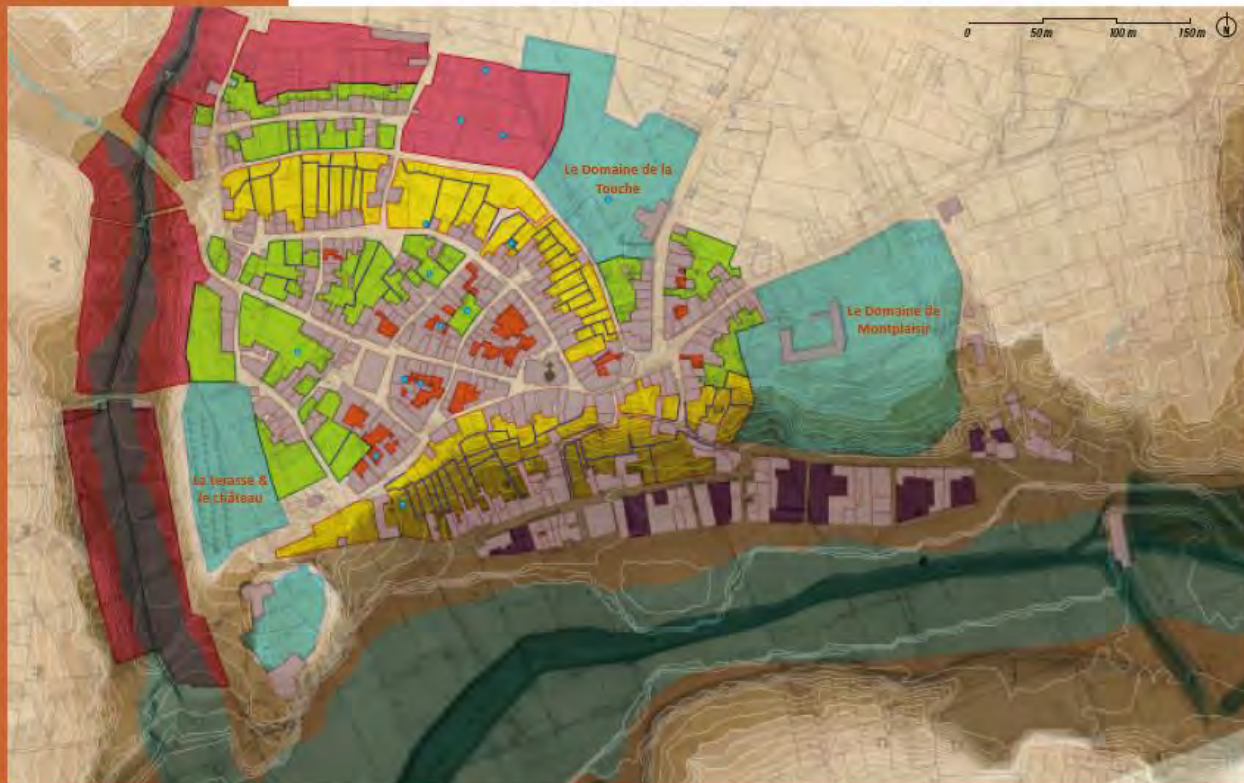 0 50 m 100 m 150 m
N
Le Domaine de la
Touche
Le Domaine de
Montplaisir
La terasse &
le château